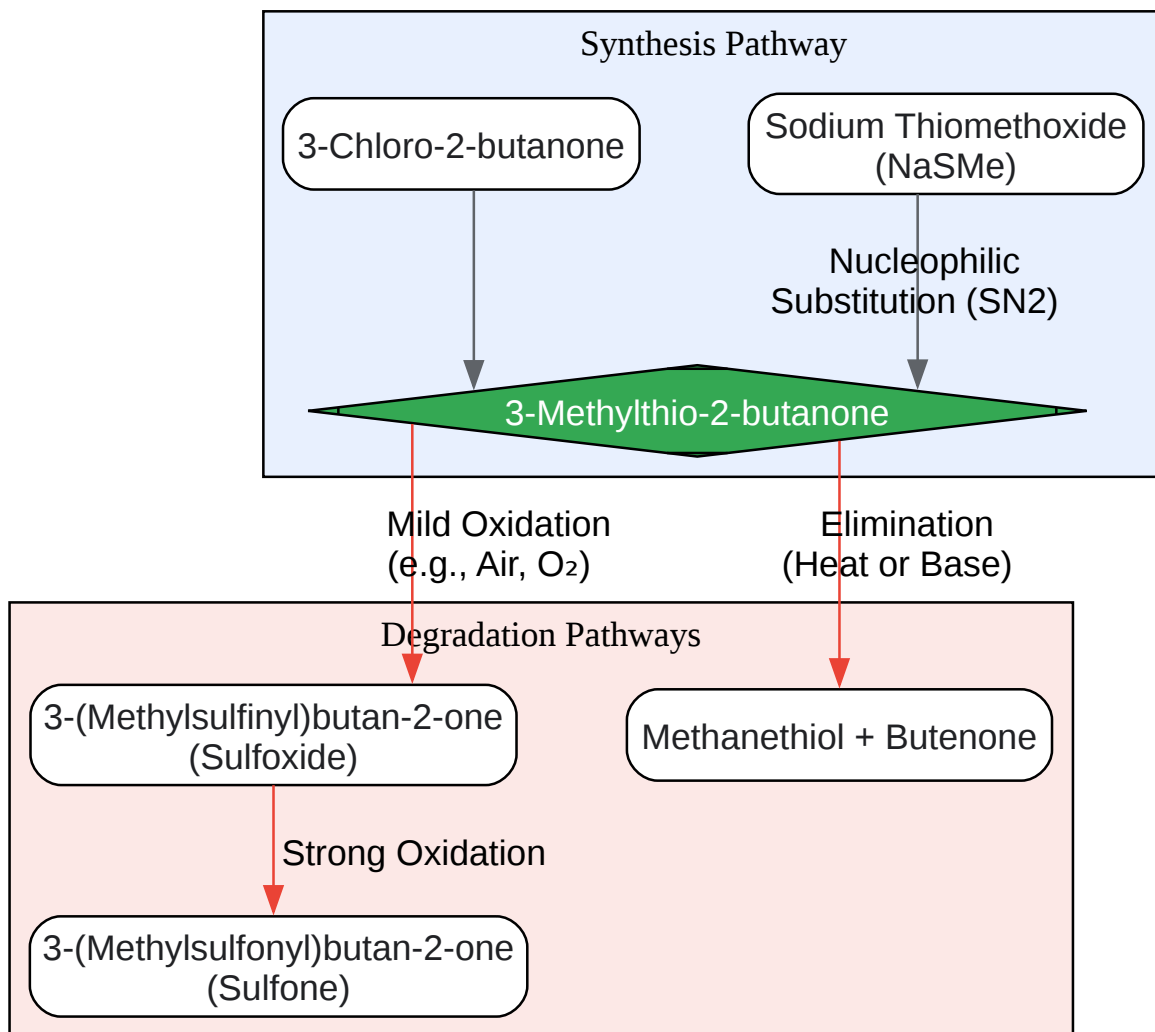 Synthesis Pathway
3-Chloro-2-butanone
Sodium Thiomethoxide
(NaSMe)
Nucleophilic
Substitution (SN2)
3-Methylthio-2-butanone
Mild Oxidation
(e.g., Air, O₂)
Elimination
(Heat or Base)
Degradation Pathways
3-(Methylsulfinyl)butan-2-one
(Sulfoxide)
Methanethiol + Butenone
Strong Oxidation
3-(Methylsulfonyl)butan-2-one
(Sulfone)